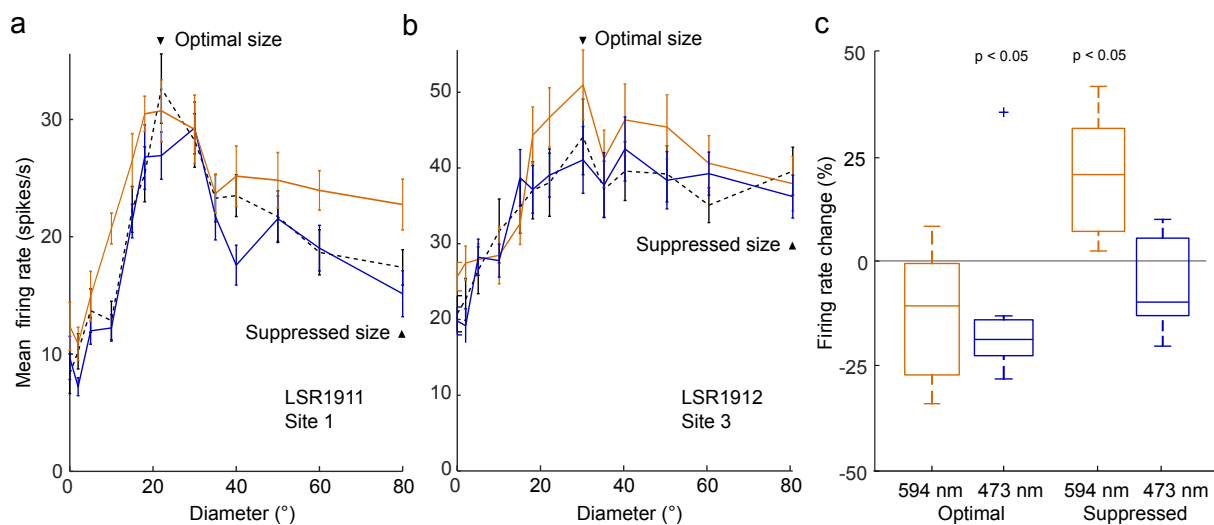 a
▼ Optimal size
Mean firing rate (spikes/s)
30
20
10
0
Suppressed size ▲
LSR1911
Site 1
0 20 40 60 80
Diameter (°)
b
▼ Optimal size
50
40
30
20
10
0
Suppressed size ▲
LSR1912
Site 3
0 20 40 60 80
Diameter (°)
c
Firing rate change (%)
50
25
0
-25
-50
p < 0.05 p < 0.05
594 nm 473 nm 594 nm 473 nm
Optimal Suppressed